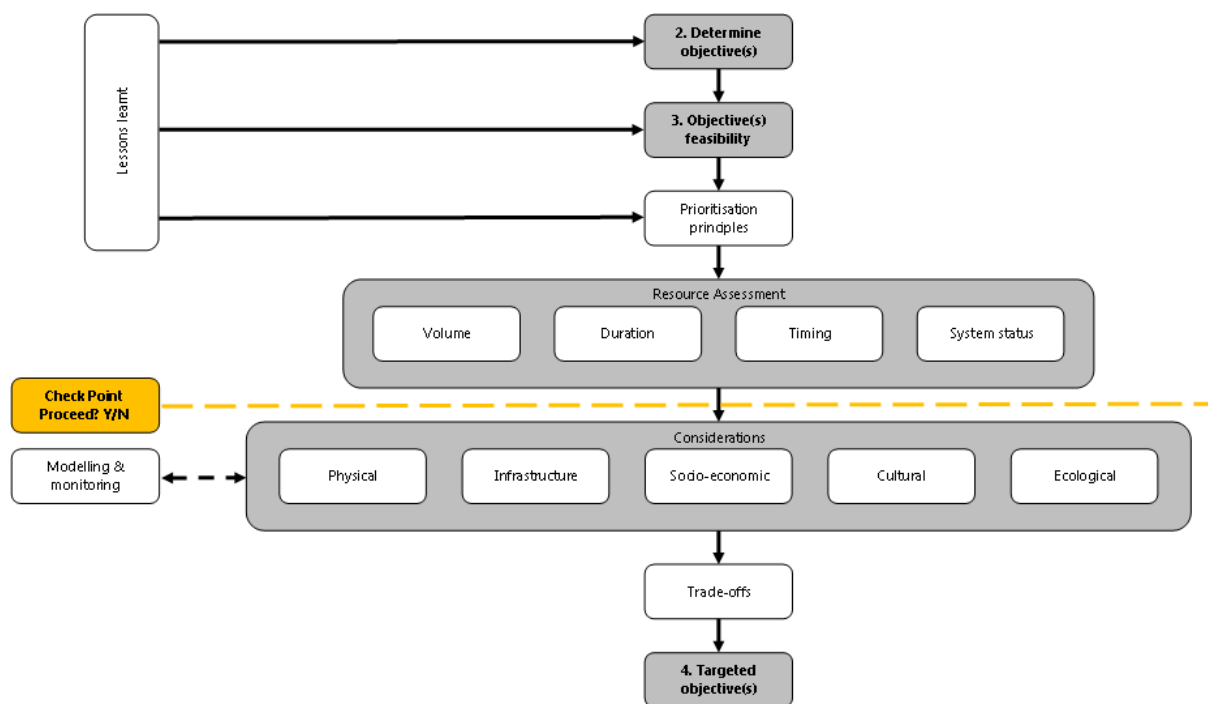 2. Determine
objective(s)
Lessons learnt
3. Objective(s)
feasibility
Prioritisation
principles
Resource Assessment
Volume
Duration
Timing
System status
Check Point
Proceed? Y/N
Considerations
Modelling &
monitoring
Physical
Infrastructure
Socio-economic
Cultural
Ecological
Trade-offs
4. Targeted
objective(s)